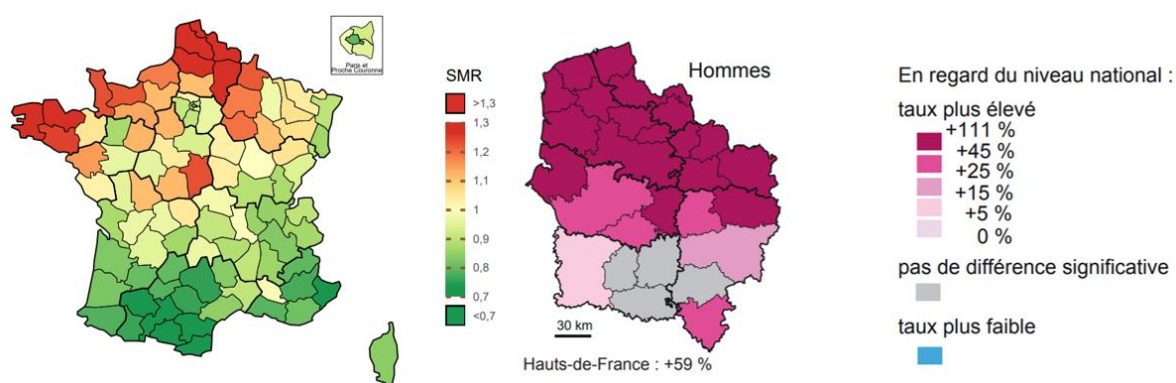 Paris et
Proche Couronne
SMR
>1,3
1,3
1,2
1,1
1
0,9
0,8
0,7
<0,7
Hommes
30 km
Hauts-de-France : +59 %
En regard du niveau national :
taux plus élevé
+111 %
+45 %
+25 %
+15 %
+5 %
0 %
pas de différence significative
taux plus faible